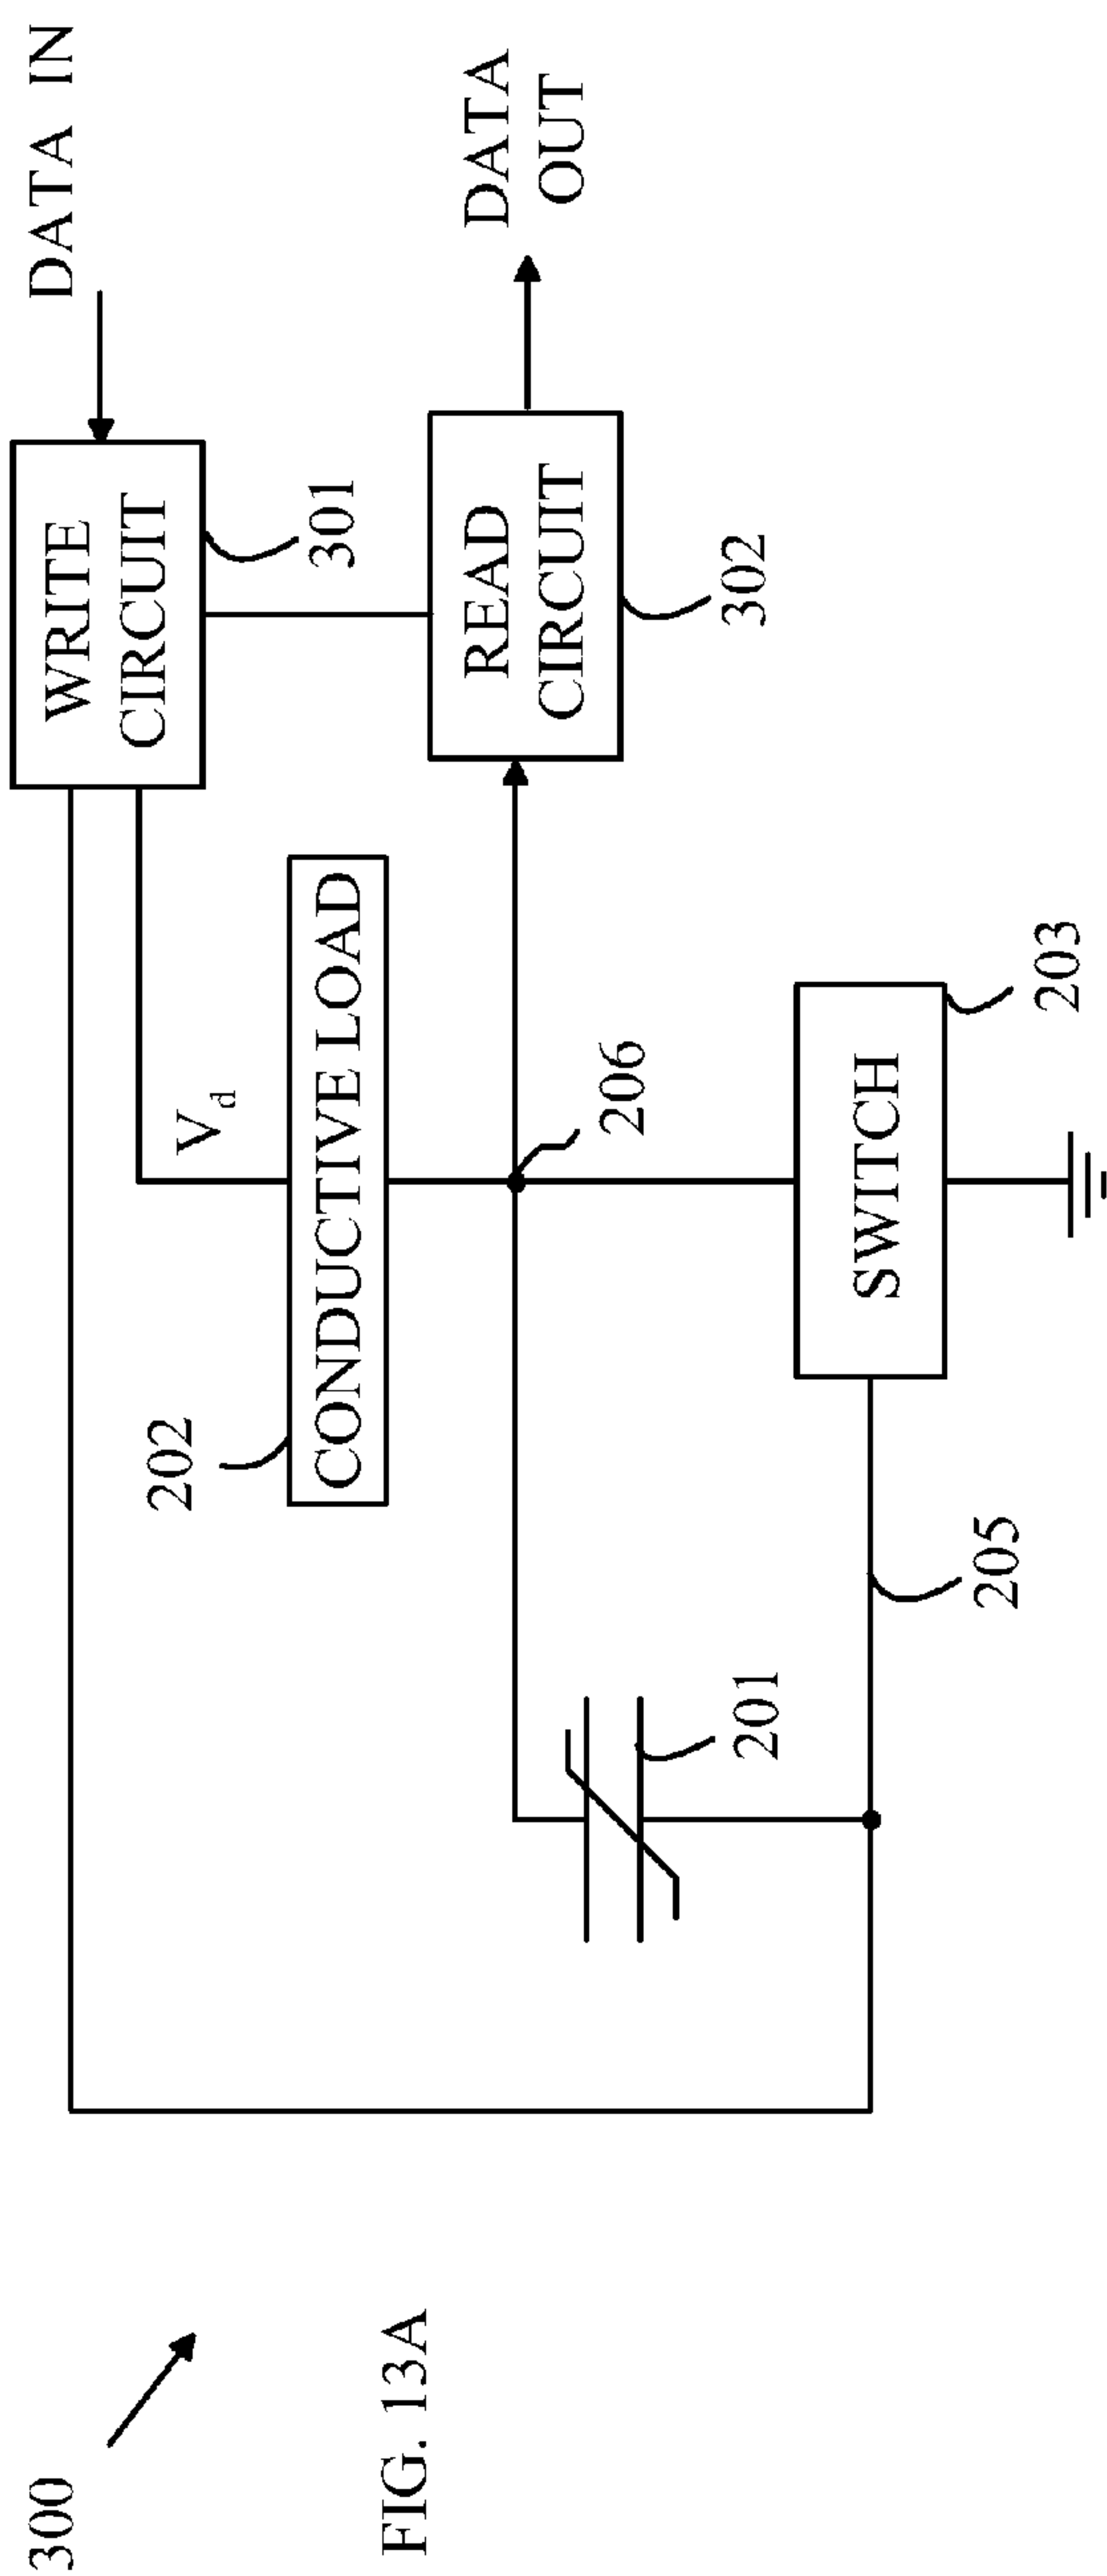 300
FIG. 13A
DATA IN
WRITE
CIRCUIT
301
V
d
202
CONDUCTIVE LOAD
DATA
OUT
READ
CIRCUIT
302
206
201
205
SWITCH
203